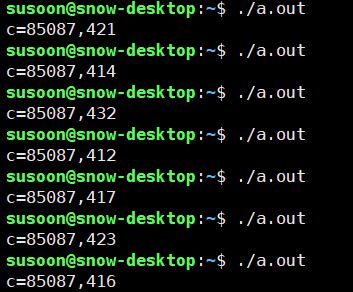 susoon@snow-desktop:~$ ./a.out
c=85087,421
susoon@snow-desktop:~$ ./a.out
c=85087,414
susoon@snow-desktop:~$ ./a.out
c=85087,432
susoon@snow-desktop:~$ ./a.out
c=85087,412
susoon@snow-desktop:~$ ./a.out
c=85087,417
susoon@snow-desktop:~$ ./a.out
c=85087,423
susoon@snow-desktop:~$ ./a.out
c=85087,416